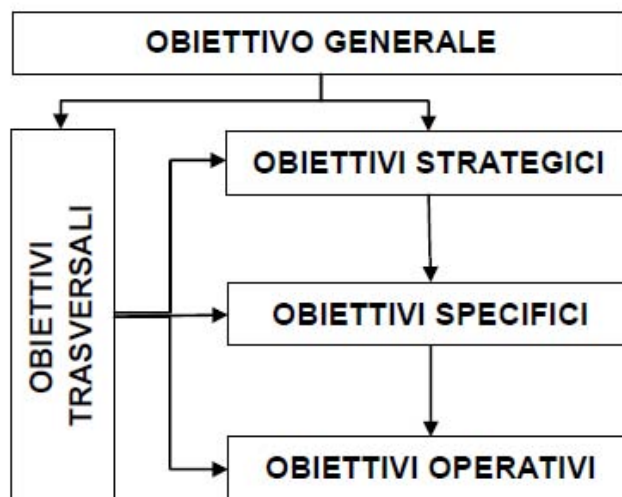 OBIETTIVO GENERALE
OBIETTIVI
TRASVERSALI
OBIETTIVI STRATEGICI
OBIETTIVI SPECIFICI
OBIETTIVI OPERATIVI